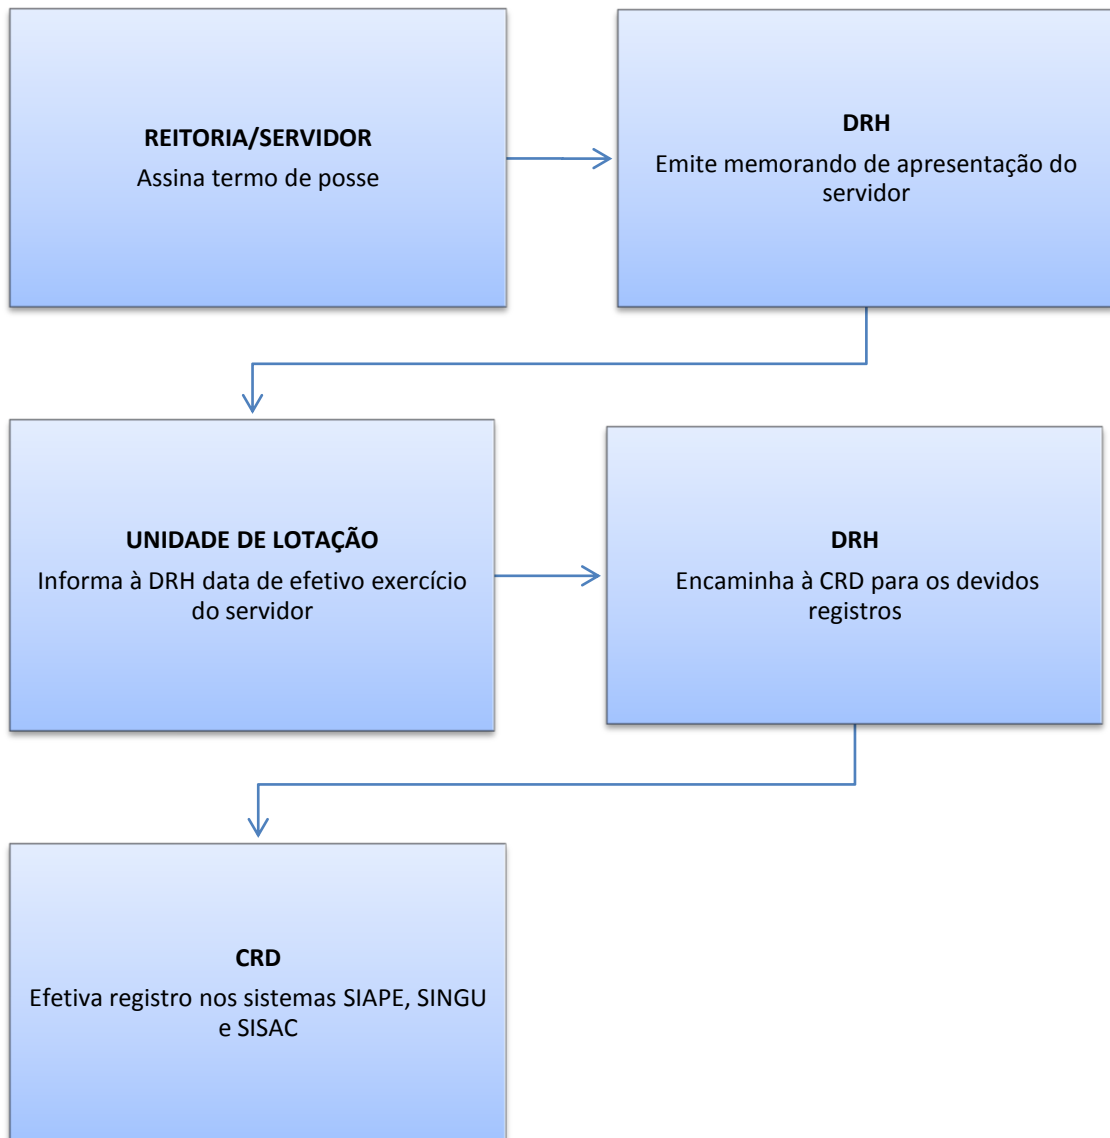 REITORIA/SERVIDOR
Assina termo de posse
DRH
Emite memorando de apresentação do
servidor
UNIDADE DE LOTAÇÃO
Informa à DRH data de efetivo exercício
do servidor
DRH
Encaminha à CRD para os devidos
registros
CRD
Efetiva registro nos sistemas SIAPE, SINGU
e SISAC